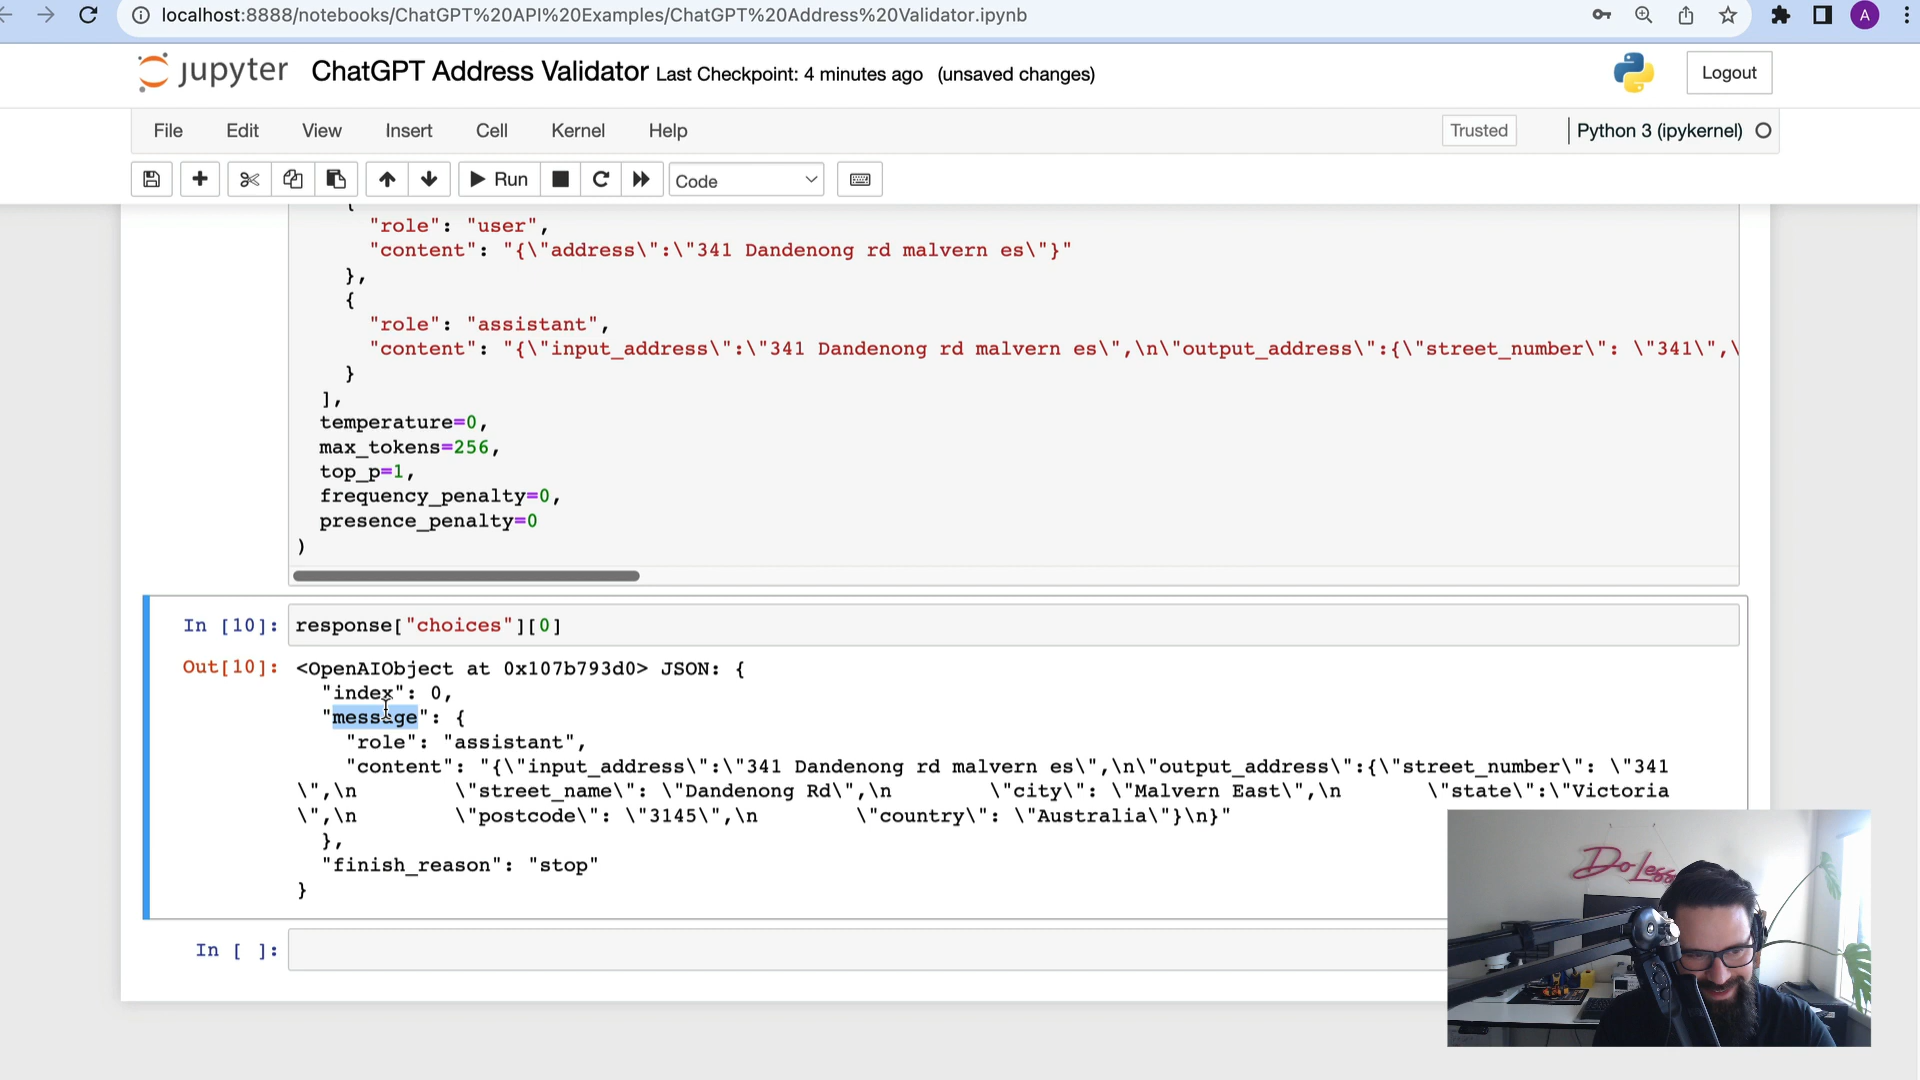 localhost:8888/notebooks/ChatGPT%20API%20Examples/ChatGPT%20Address%20Validator.ipynb
A
jupyter ChatGPT Address Validator Last Checkpoint: 4 minutes ago (unsaved changes)
Logout
File Edit View Insert Cell Kernel Help
Trusted Python 3 (ipykernel)
Run Code
{
"role": "user",
"content": "{\"address\":\"341 Dandenong rd malvern es\"}"
},
{
"role": "assistant",
"content": "{\"input_address\":\"341 Dandenong rd malvern es\",\n\"output_address\":{\"street_number\": \"341\",\
}
],
temperature=0,
max_tokens=256,
top_p=1,
frequency_penalty=0,
presence_penalty=0
)
In [10]: response["choices"][0]
Out[10]: <OpenAIObject at 0x107b793d0> JSON: {
"index": 0,
"message": {
"role": "assistant",
"content": "{\"input_address\":\"341 Dandenong rd malvern es\",\n\"output_address\":{\"street_number\": \"341
\",\n \"street_name\": \"Dandenong Rd\",\n \"city\": \"Malvern East\",\n \"state\":\"Victoria
\",\n \"postcode\": \"3145\",\n \"country\": \"Australia\"}\n}"
},
"finish_reason": "stop"
}
In [ ]:
Do Less